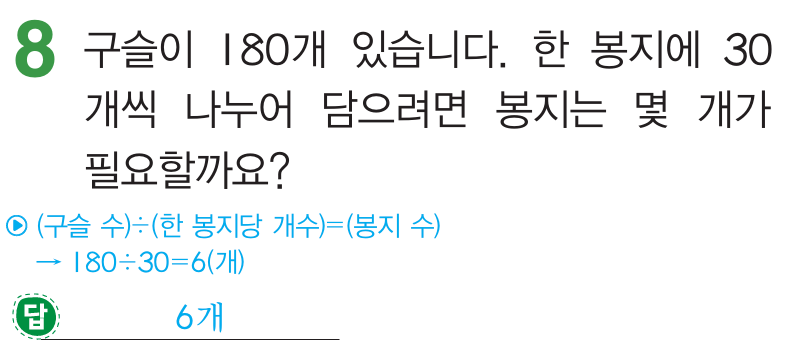 8 구슬이 180개 있습니다. 한 봉지에 30
개씩 나누어 담으려면 봉지는 몇 개가
필요할까요?
(구슬 수)÷(한 봉지당 개수)=(봉지 수)
→ 180÷30=6(개)
답 6개